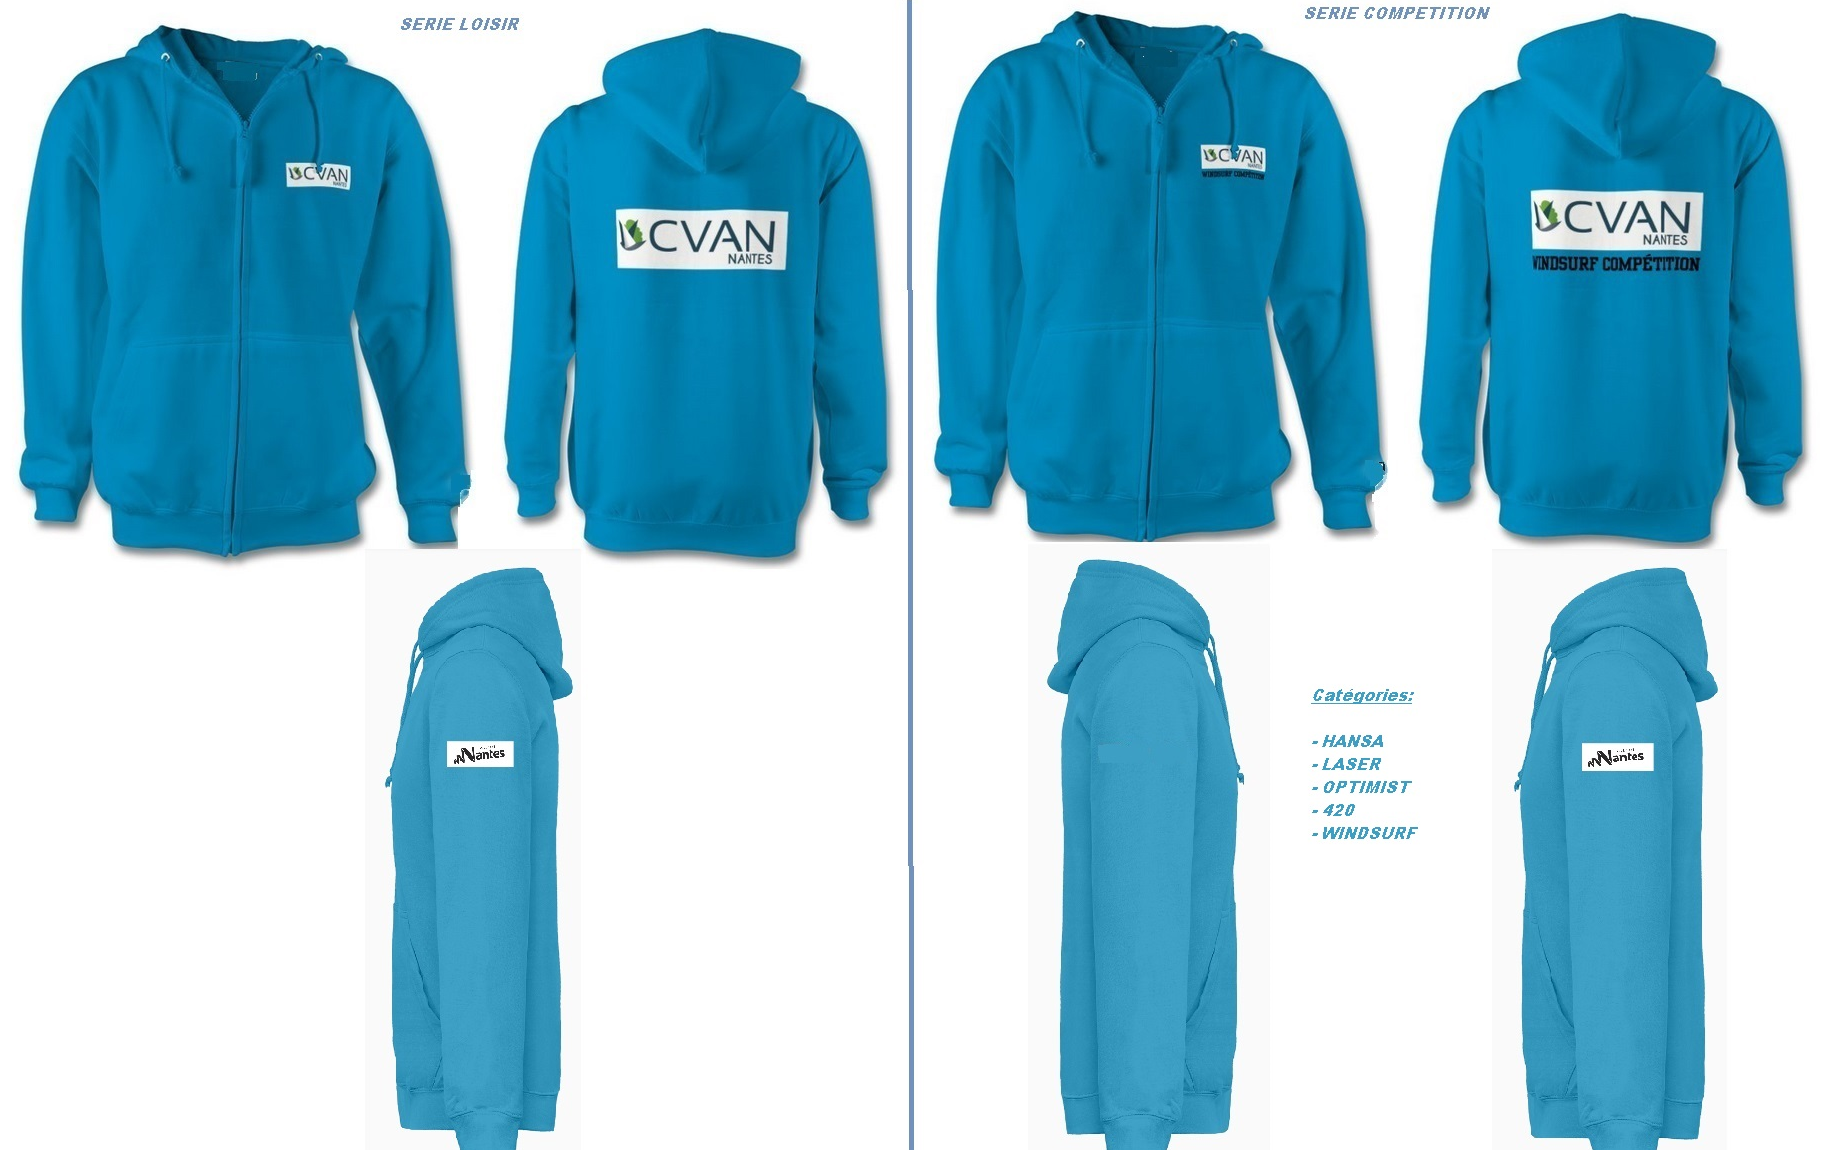 SERIE LOISIR
CVAN
NANTES
CVAN
NANTES
Nantes
SERIE COMPETITION
CVAN
NANTES
WINDSURF COMPÉTITION
CVAN
NANTES
WINDSURF COMPÉTITION
Catégories:
- HANSA
- LASER
- OPTIMIST
- 420
- WINDSURF
Nantes